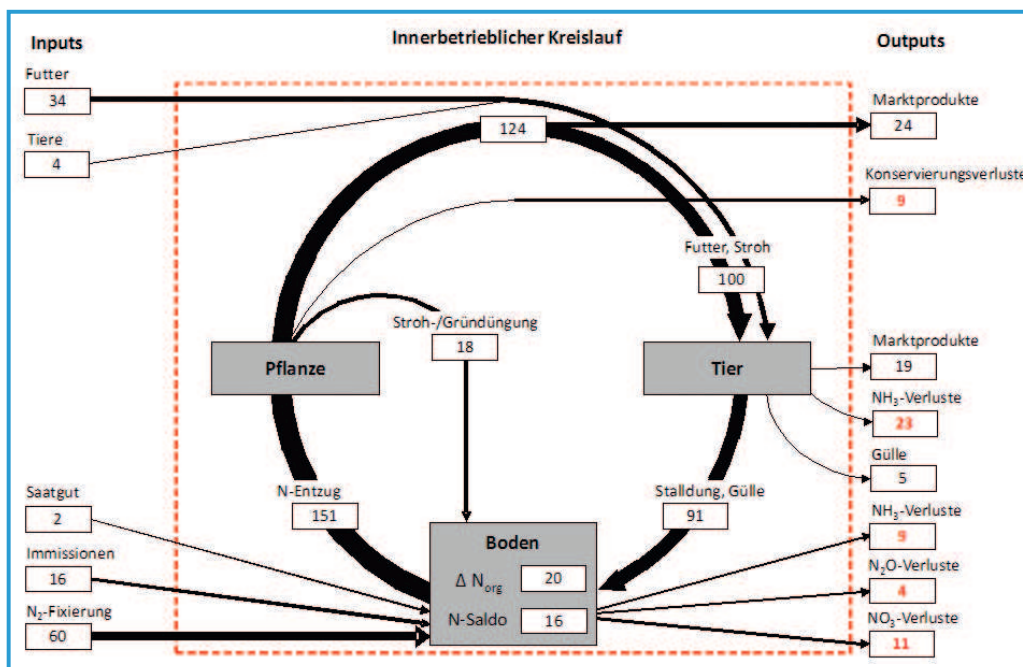 Inputs
Innerbetrieblicher Kreislauf
Outputs
Futter
34
Tiere
4
124
Marktprodukte
24
Konservierungsverluste
9
Futter, Stroh
100
Stroh-/Gründüngung
18
Pflanze
Tier
Marktprodukte
19
NH₃-Verluste
23
Gülle
5
Saatgut
2
Immissionen
16
N₂-Fixierung
60
N-Entzug
151
Stalldung, Gülle
91
Boden
Δ N_org 20
N-Saldo 16
NH₃-Verluste
9
N₂O-Verluste
4
NO₃-Verluste
11